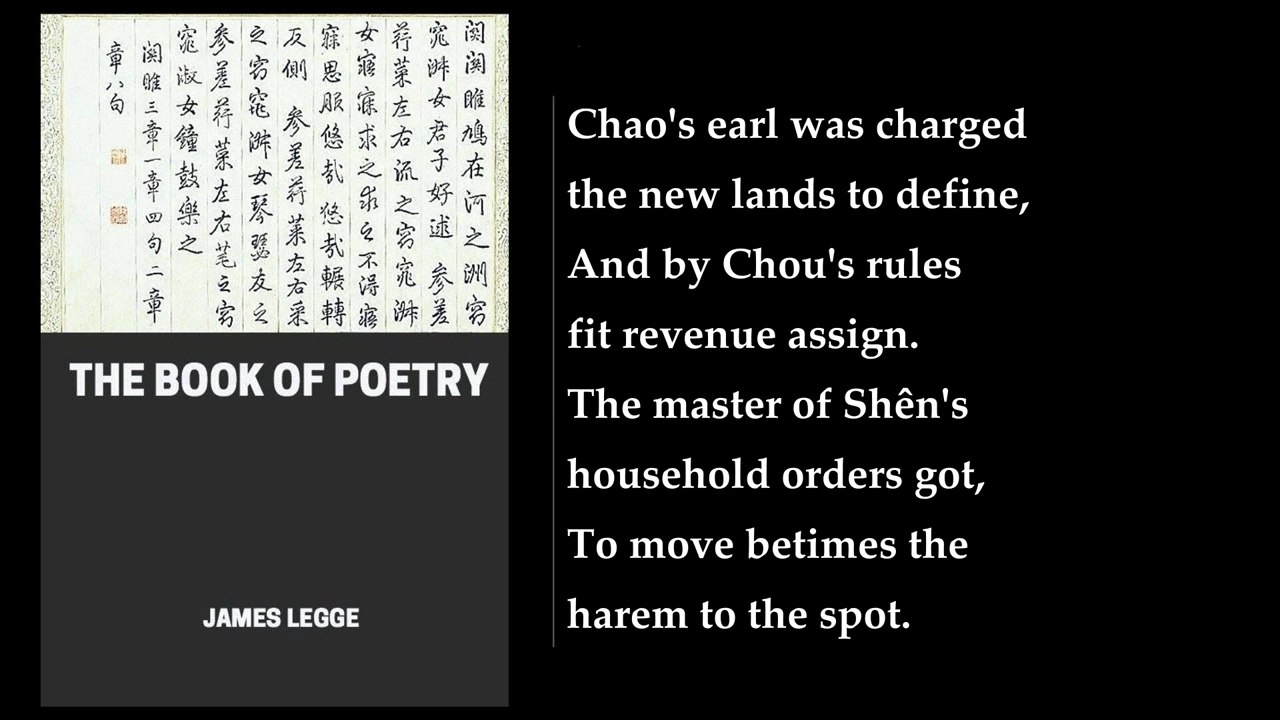 関関雎鳩在河之洲窈
窕淑女君子好逑 參差
荇菜左右流之窈窕淑
女寤寐求之求之不得寤
寐思服悠哉悠哉輾轉
反側 參差荇菜左右采
之窈窕淑女琴瑟友之
參差荇菜左右芼之窈
窕淑女鐘鼓樂之
関雎三章一章四句二章
章八句
THE BOOK OF POETRY
JAMES LEGGE
Chao's earl was charged
the new lands to define,
And by Chou's rules
fit revenue assign.
The master of Shên's
household orders got,
To move betimes the
harem to the spot.